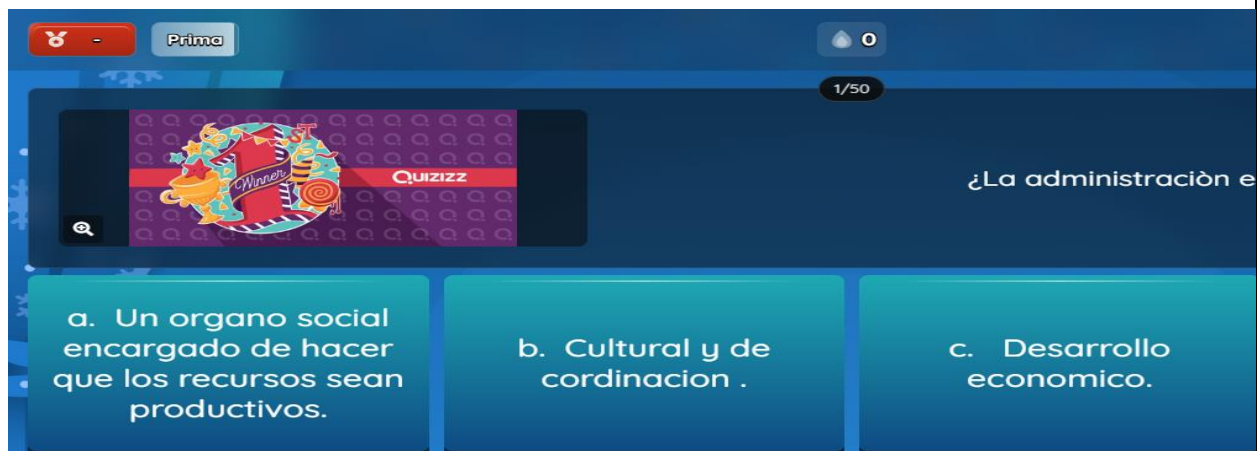 -
Prima
0
1/50
Winner
Quizizz
¿La administraciòn e
a. Un organo social
encargado de hacer
que los recursos sean
productivos.
b. Cultural y de
cordinacion .
c. Desarrollo
economico.